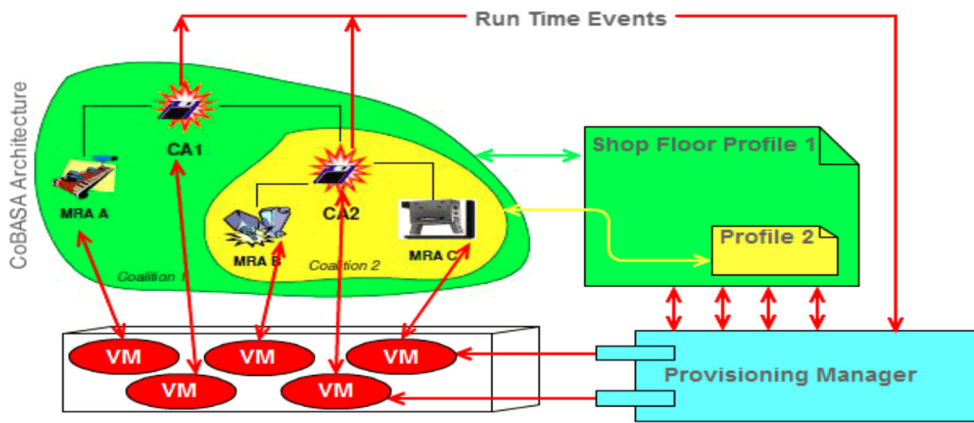 Run Time Events
CoBASA Architecture
CA1
MRA A
CA2
MRA B
MRA C
Coalition 1
Coalition 2
Shop Floor Profile 1
Profile 2
VM
VM
VM
VM
VM
Provisioning Manager